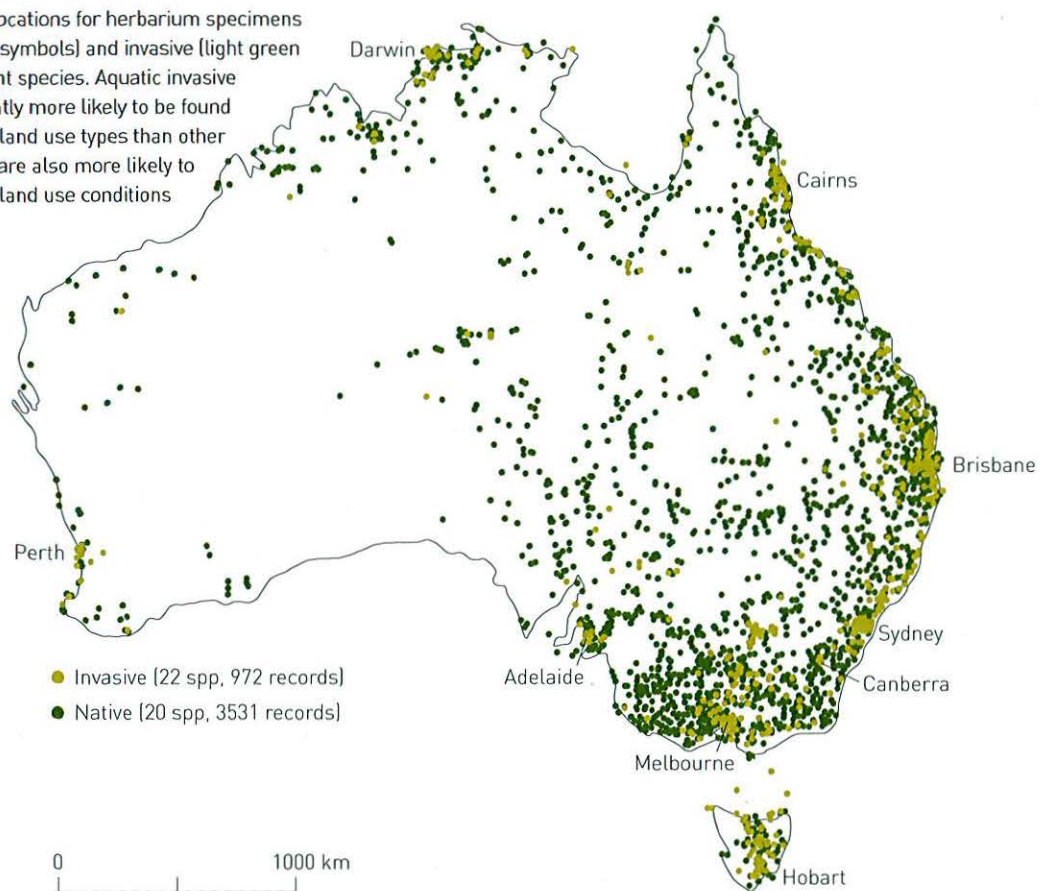 ocations for herbarium specimens
symbols) and invasive (light green
nt species. Aquatic invasive
ntly more likely to be found
land use types than other
are also more likely to
land use conditions
Darwin
Cairns
Brisbane
Perth
Sydney
Adelaide
Canberra
Invasive (22 spp, 972 records)
Native (20 spp, 3531 records)
Melbourne
0 1000 km
Hobart